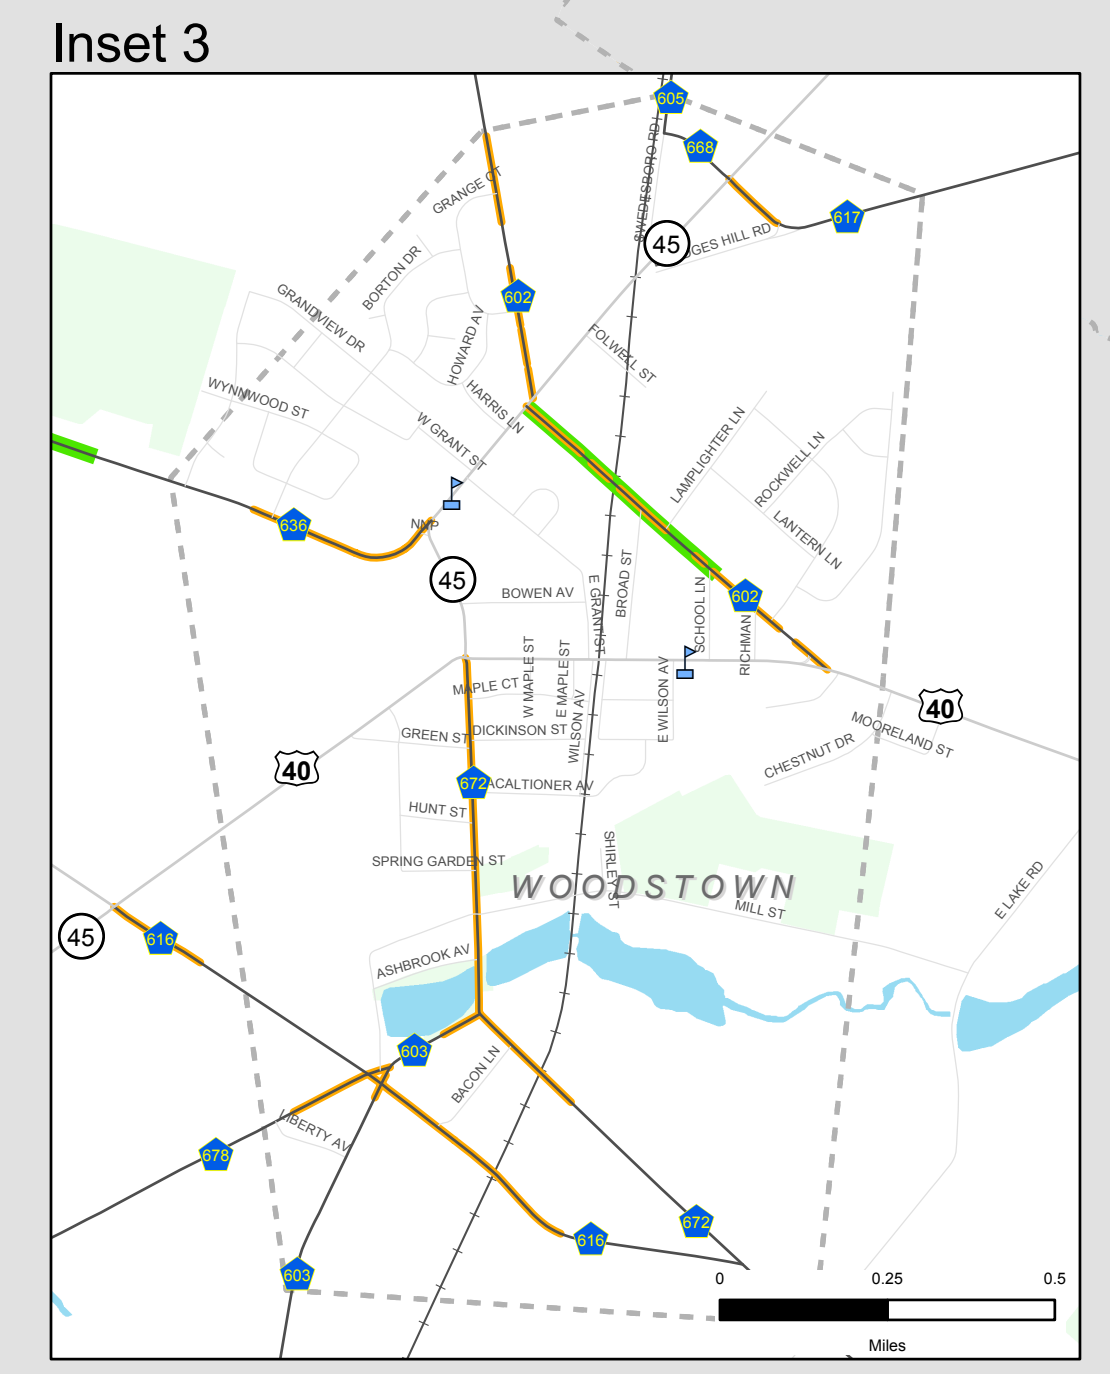 Inset 3
605
668
GRANGE CT
SWEDESBORO RD
617
45
BORTON DR
602
GRANDVIEW DR
HOWARD AV
FOLWELL ST
WYNNWOOD ST
HARRIS LN
W GRANT ST
LAMPLIGHTER LN
ROCKWELL LN
LANTERN LN
636
NNP
45
BOWEN AV
E GRANT ST
BROAD ST
SCHOOL LN
602
RICHMAN
W MAPLE ST
E MAPLE ST
WILSON AV
E WILSON AV
MAPLE CT
40
GREEN ST
DICKINSON ST
MOORELAND ST
CHESTNUT DR
40
672
ACALTIONER AV
HUNT ST
SPRING GARDEN ST
SHIRLEY ST
WOODSTOWN
MILL ST
E LAKE RD
45
616
ASHBROOK AV
603
BACON LN
LIBERTY AV
678
672
616
603
0 0.25 0.5
Miles